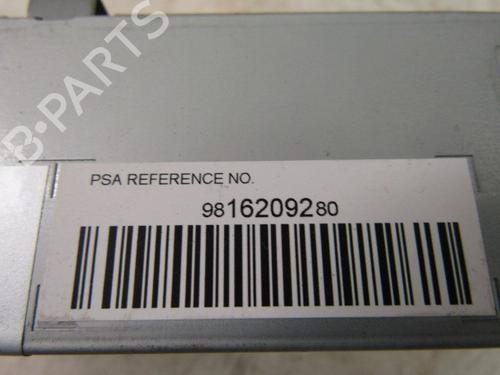 B-PARTS
PSA REFERENCE NO.
9816209280